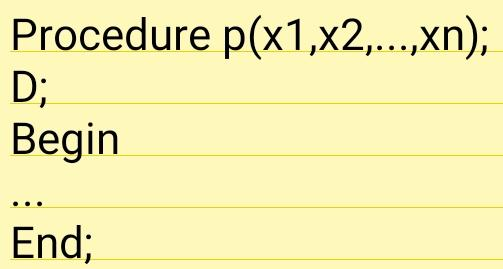 Procedure p(x1,x2,...,xn);
D;
Begin
...
End;